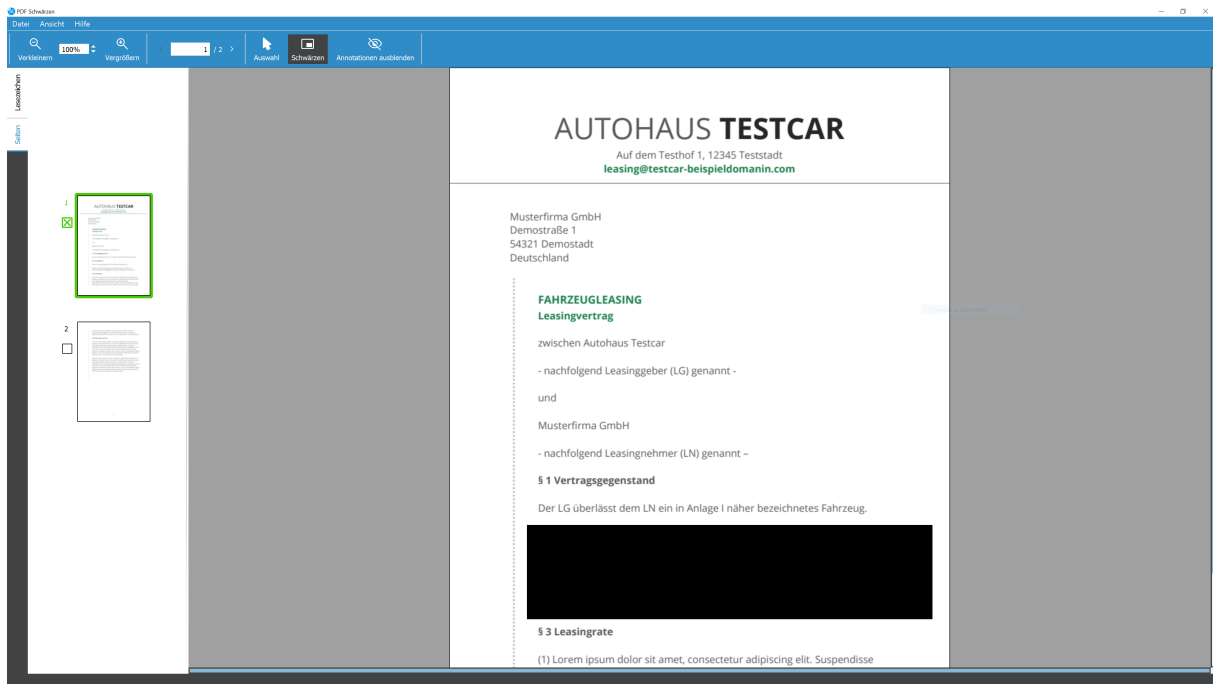 PDF Schwärzen
Datei Ansicht Hilfe
Verkleinern
100%
Vergrößern
1 / 2
Auswahl
Schwärzen
Annotationen ausblenden
Lesezeichen
Seiten
1
AUTOHAUS TESTCAR
2
AUTOHAUS TESTCAR
Auf dem Testhof 1, 12345 Teststadt
leasing@testcar-beispieldomanin.com
Musterfirma GmbH
Demostraße 1
54321 Demostadt
Deutschland
FAHRZEUGLEASING
Leasingvertrag
zwischen Autohaus Testcar
- nachfolgend Leasinggeber (LG) genannt -
und
Musterfirma GmbH
- nachfolgend Leasingnehmer (LN) genannt –
§ 1 Vertragsgegenstand
Der LG überlässt dem LN ein in Anlage I näher bezeichnetes Fahrzeug.
§ 3 Leasingrate
(1) Lorem ipsum dolor sit amet, consectetur adipiscing elit. Suspendisse